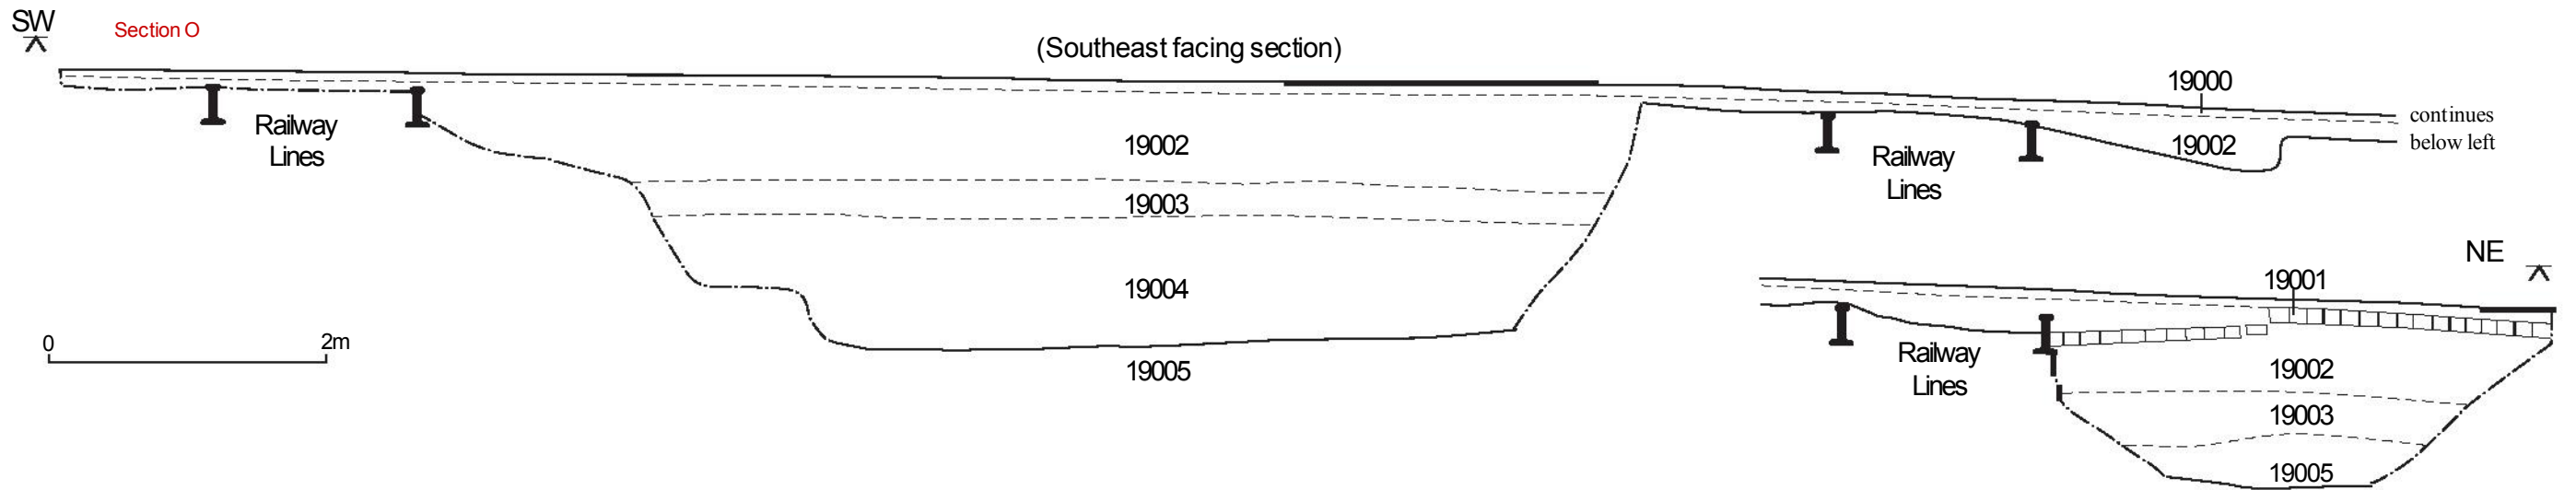 SW
Section O
(Southeast facing section)
19000
continues
below left
Railway
Lines
19002
19002
Railway
Lines
19003
NE
19001
19004
0
2m
19005
Railway
Lines
19002
19003
19005